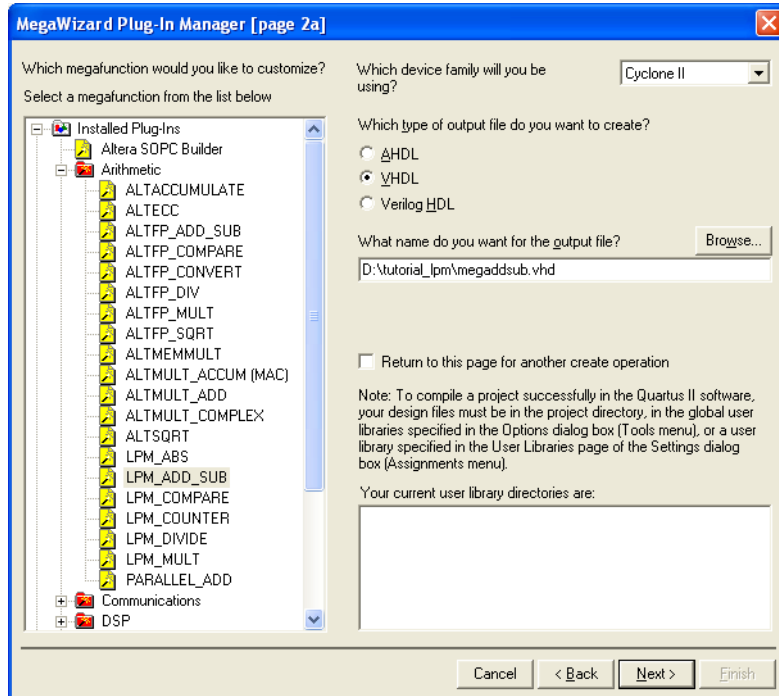 MegaWizard Plug-In Manager [page 2a]
Which megafunction would you like to customize?
Select a megafunction from the list below
Installed Plug-Ins
Altera SOPC Builder
Arithmetic
ALTACCUMULATE
ALTECC
ALTFP_ADD_SUB
ALTFP_COMPARE
ALTFP_CONVERT
ALTFP_DIV
ALTFP_MULT
ALTFP_SQRT
ALTMEMMULT
ALTMULT_ACCUM (MAC)
ALTMULT_ADD
ALTMULT_COMPLEX
ALTSQRT
LPM_ABS
LPM_ADD_SUB
LPM_COMPARE
LPM_COUNTER
LPM_DIVIDE
LPM_MULT
PARALLEL_ADD
Communications
DSP
Which device family will you be
using?
Cyclone II
Which type of output file do you want to create?
AHDL
VHDL
Verilog HDL
What name do you want for the output file?
Browse...
D:\tutorial_lpm\megaddsub.vhd
Return to this page for another create operation
Note: To compile a project successfully in the Quartus II software,
your design files must be in the project directory, in the global user
libraries specified in the Options dialog box (Tools menu), or a user
library specified in the User Libraries page of the Settings dialog
box (Assignments menu).
Your current user library directories are:
Cancel
< Back
Next >
Finish